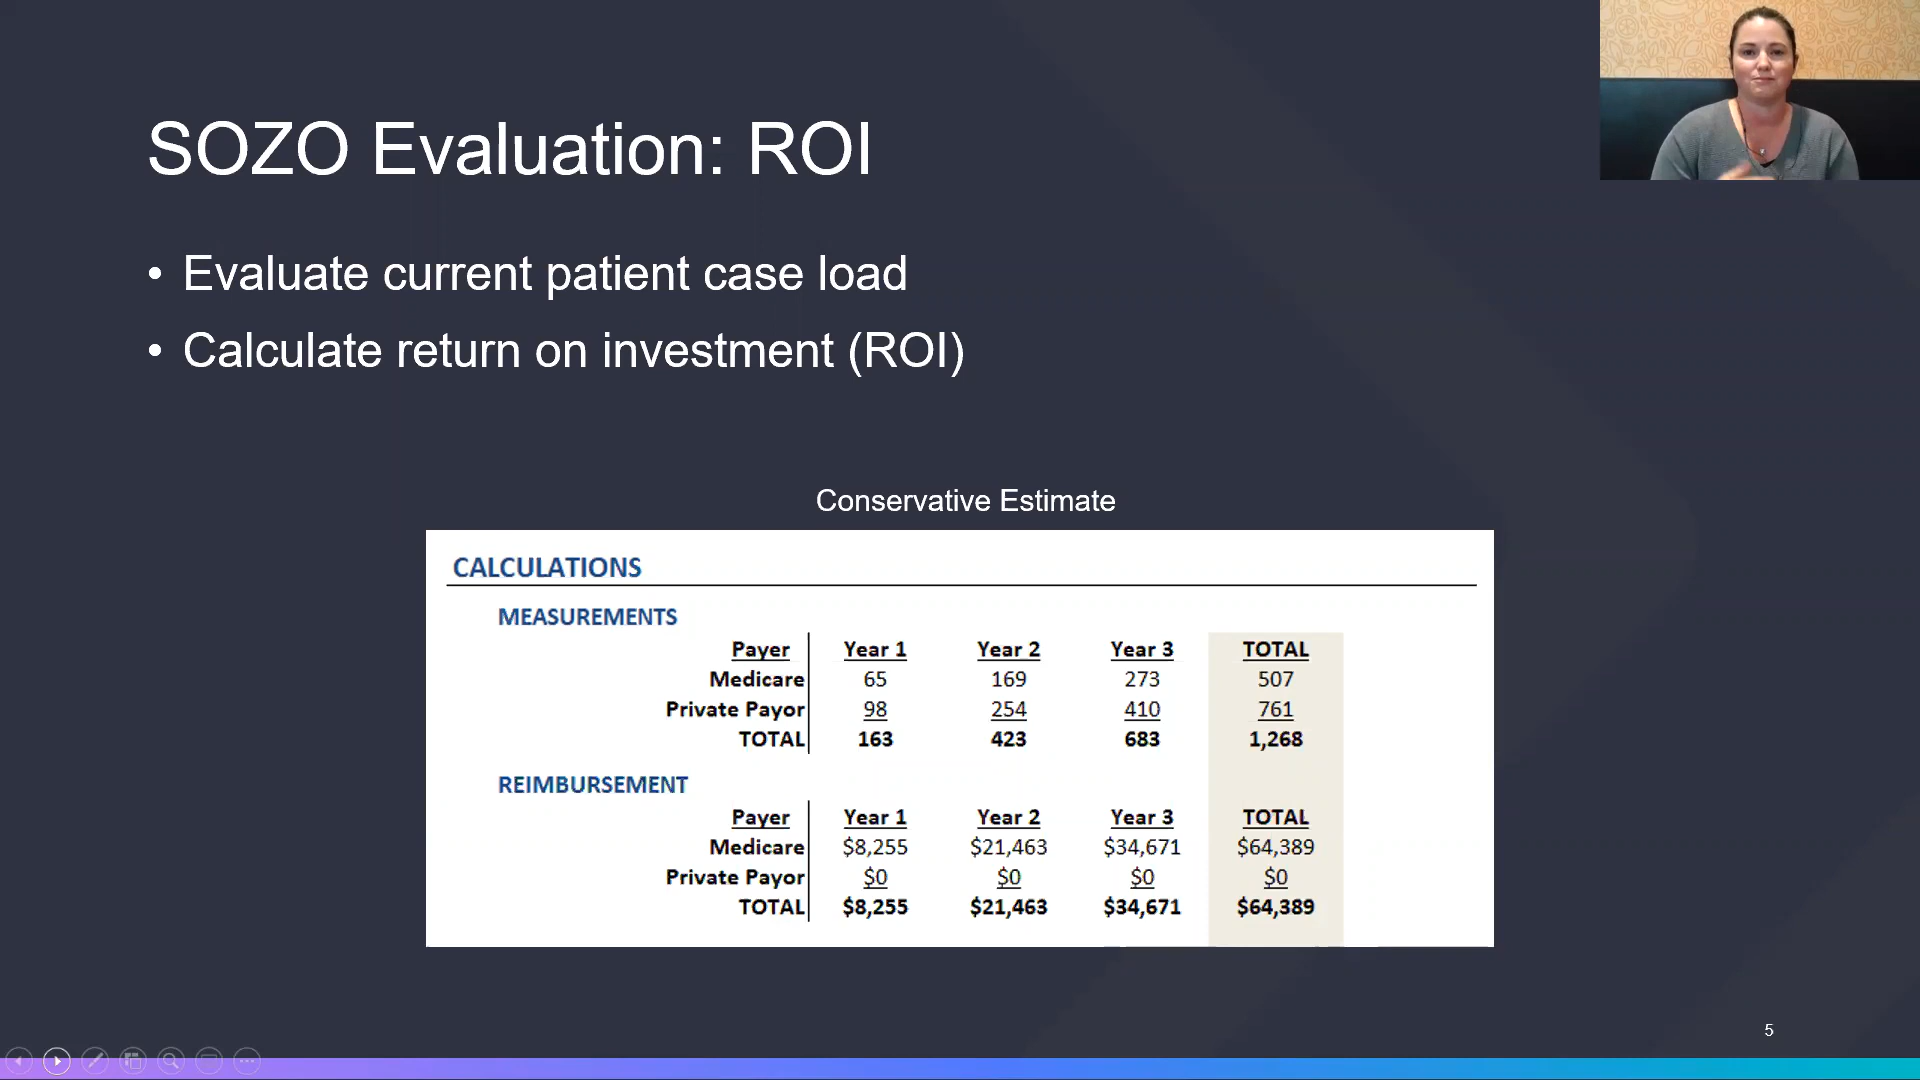 SOZO Evaluation: ROI
• Evaluate current patient case load
• Calculate return on investment (ROI)
Conservative Estimate
CALCULATIONS
MEASUREMENTS
Payer Year 1 Year 2 Year 3 TOTAL
Medicare 65 169 273 507
Private Payor 98 254 410 761
TOTAL 163 423 683 1,268
REIMBURSEMENT
Payer Year 1 Year 2 Year 3 TOTAL
Medicare $8,255 $21,463 $34,671 $64,389
Private Payor $0 $0 $0 $0
TOTAL $8,255 $21,463 $34,671 $64,389
5